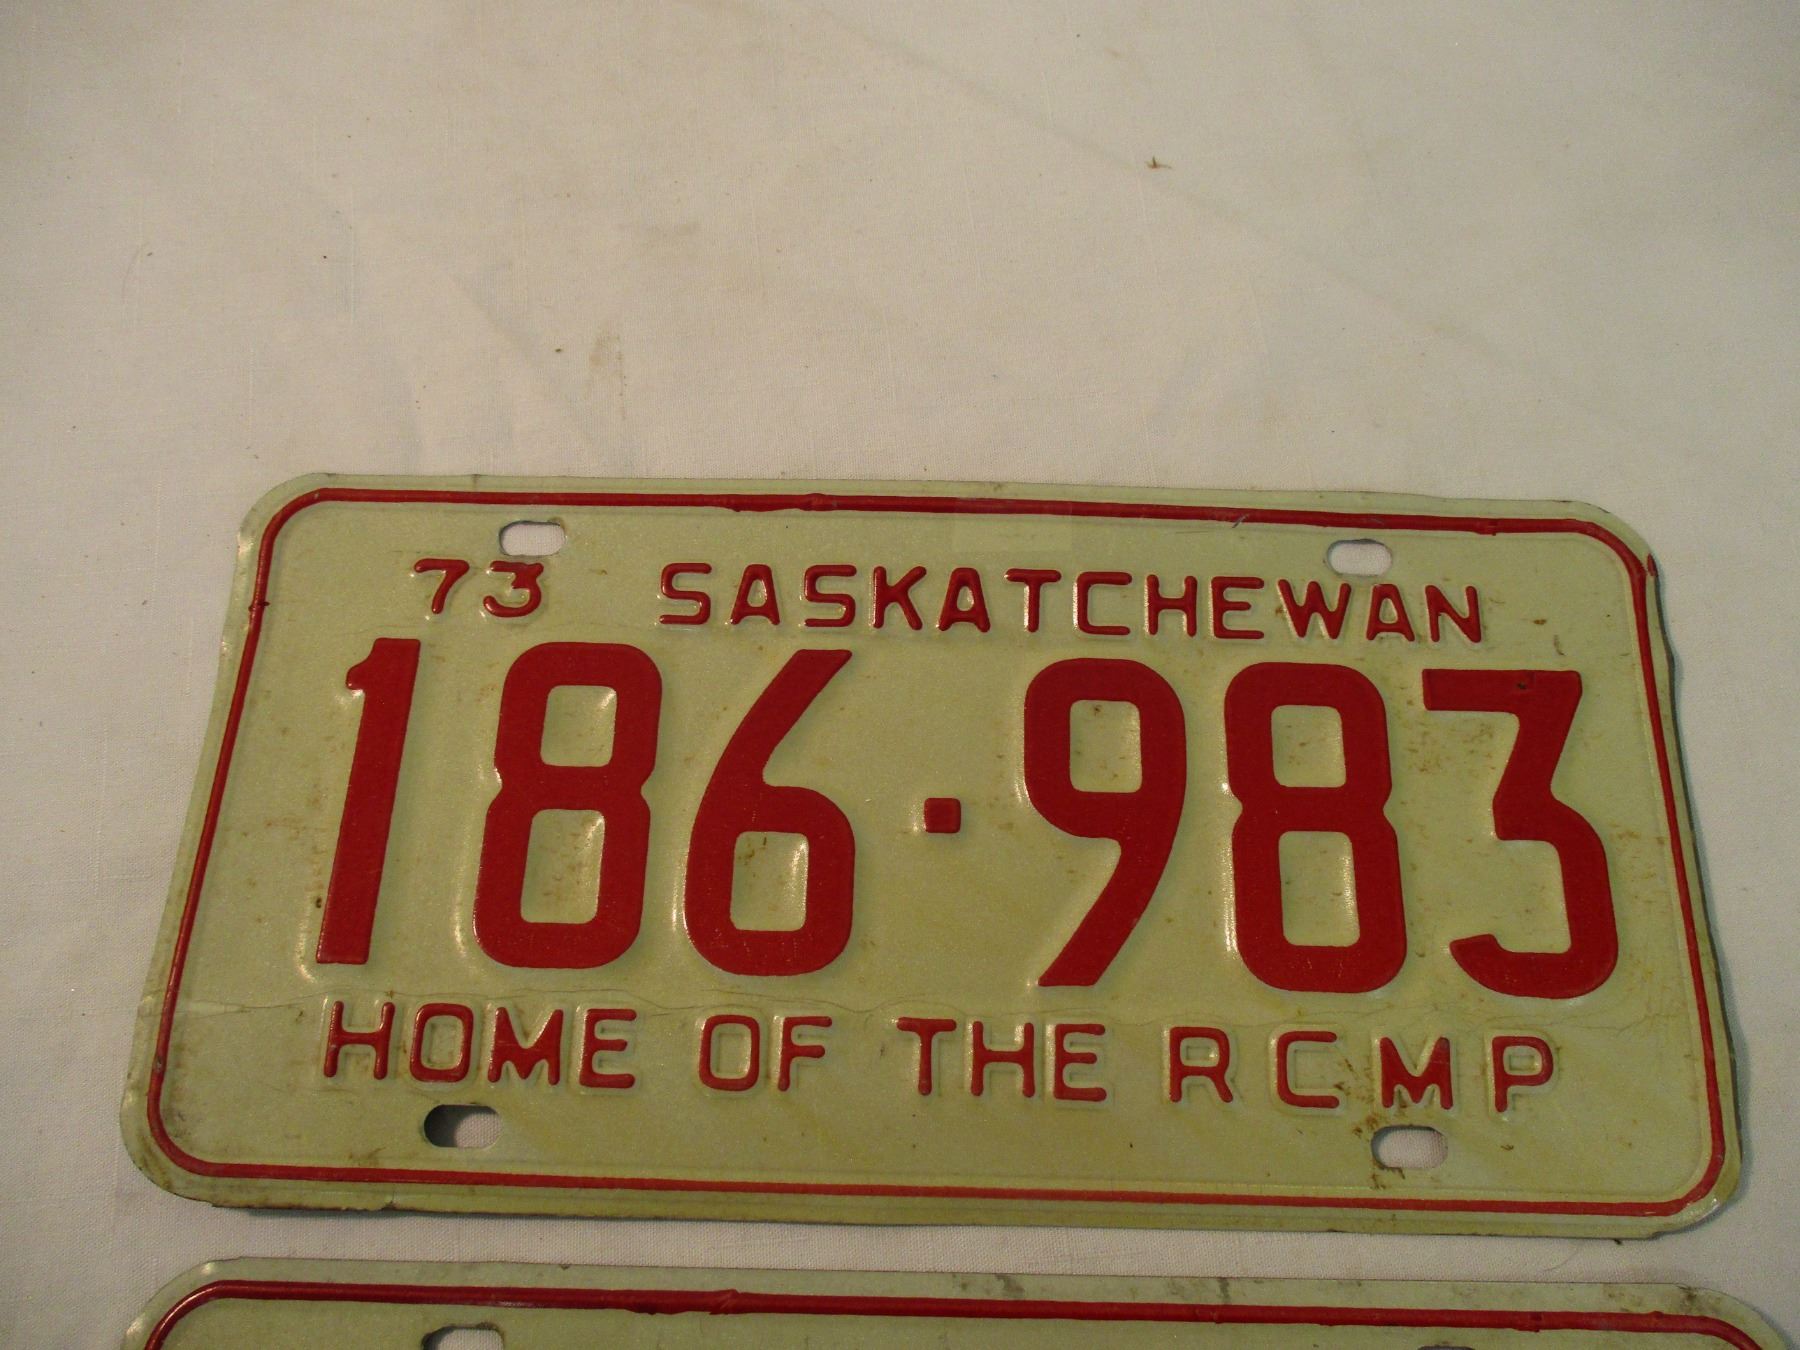 73 SASKATCHEWAN
186·983
HOME OF THE RCMP